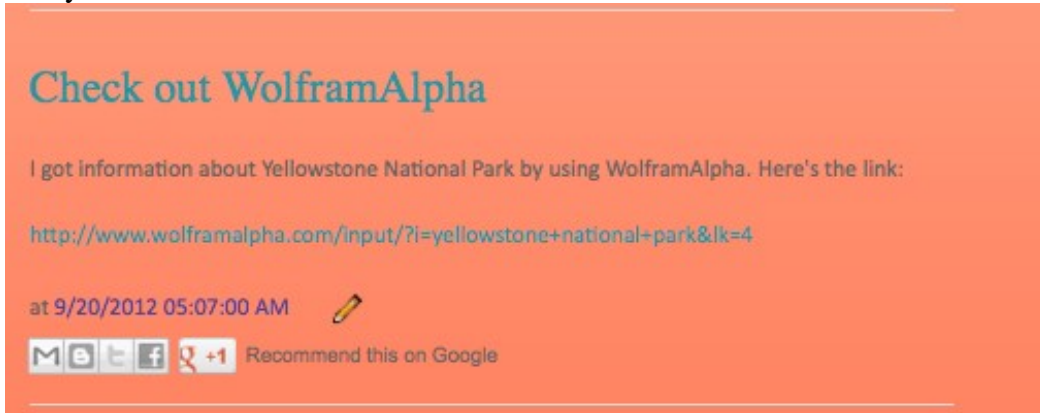 Check out WolframAlpha
I got information about Yellowstone National Park by using WolframAlpha. Here's the link:
http://www.wolframalpha.com/input/?i=yellowstone+national+park&lk=4
at 9/20/2012 05:07:00 AM
g +1 Recommend this on Google